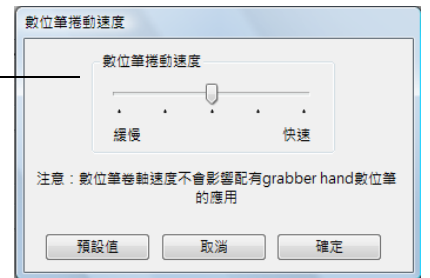 數位筆捲動速度
數位筆捲動速度
緩慢 快速
注意：數位筆卷軸速度不會影響配有grabber hand數位筆
的應用
預設值 取消 確定